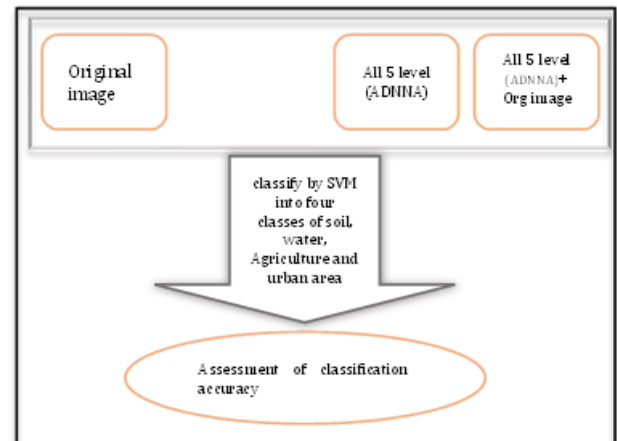 Original
image
All 5 level
(ADNNA)
All 5 level
(ADNNA)+
Org image
classify by SVM
into four
classes of soil,
water,
Agriculture and
urban area
Assessment of classification
accuracy